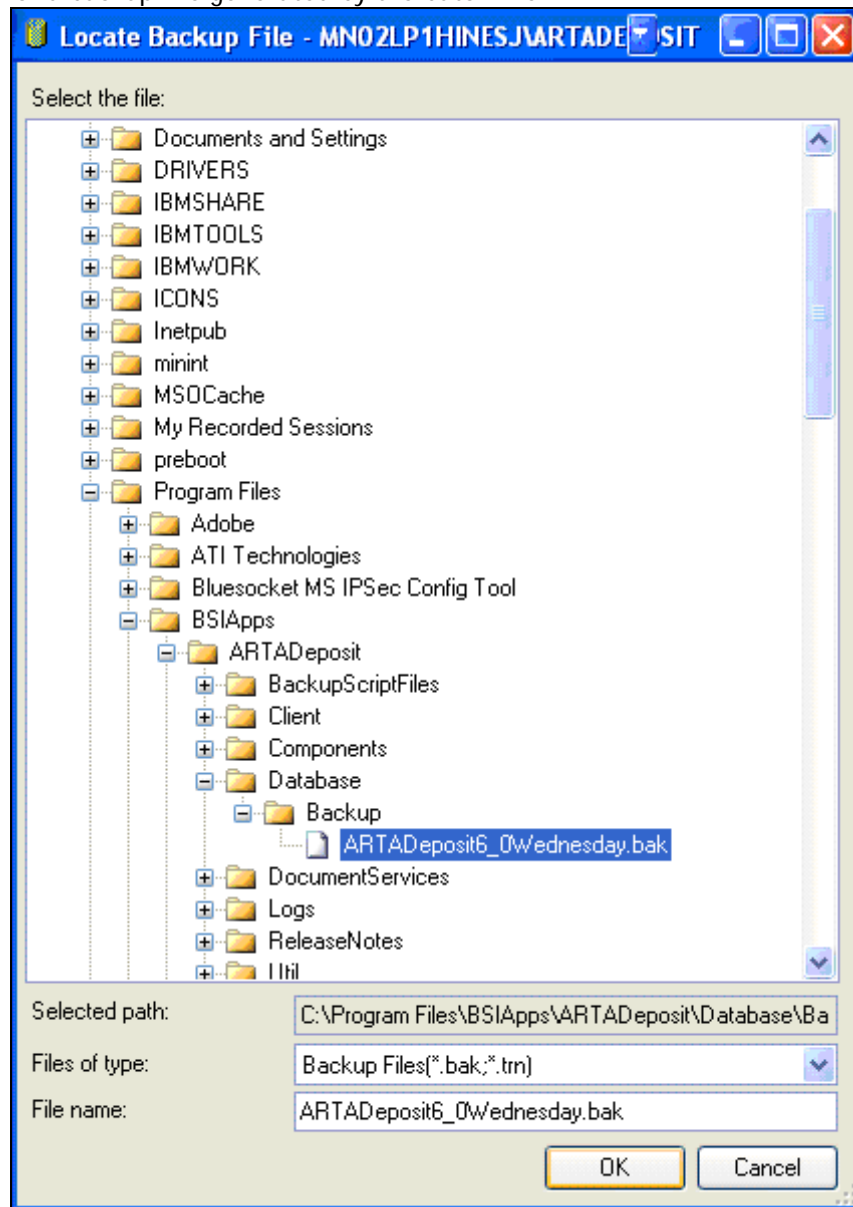 Locate Backup File - MN02LP1HINESJ\ARTADE SIT
Select the file:
Documents and Settings
DRIVERS
IBMSHARE
IBMTOOLS
IBMWORK
ICONS
Inetpub
minint
MSOCache
My Recorded Sessions
preboot
Program Files
Adobe
ATI Technologies
Bluesocket MS IPSec Config Tool
BSIApps
ARTADeposit
BackupScriptFiles
Client
Components
Database
Backup
ARTADeposit6_0Wednesday.bak
DocumentServices
Logs
ReleaseNotes
Util
Selected path: C:\Program Files\BSIApps\ARTADeposit\Database\Ba
Files of type: Backup Files(*.bak;*.trn)
File name: ARTADeposit6_0Wednesday.bak
OK Cancel